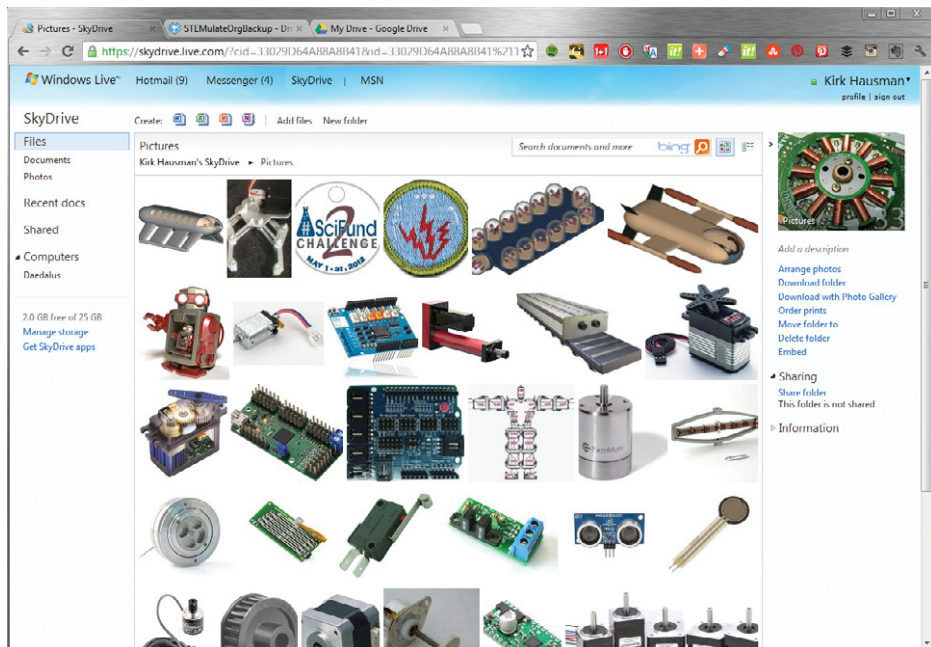 Pictures - SkyDrive
STEMulateOrgBackup - Dr
My Drive - Google Drive
https://skydrive.live.com/?cid=33029D64A88A8B41&id=33029D64A88A8B41%211
Windows Live™ Hotmail (9) Messenger (4) SkyDrive | MSN
Kirk Hausman
profile | sign out
SkyDrive
Create: Add files New folder
Files
Documents
Photos
Recent docs
Shared
Computers
Daedalus
2.0 GB free of 25 GB
Manage storage
Get SkyDrive apps
Pictures
Kirk Hausman's SkyDrive ► Pictures
Search documents and more bing
SciFund
CHALLENGE
2
MAY 1-31, 2012
Pictures
Add a description
Arrange photos
Download folder
Download with Photo Gallery
Order prints
Move folder to
Delete folder
Embed
Sharing
Share folder
This folder is not shared
Information